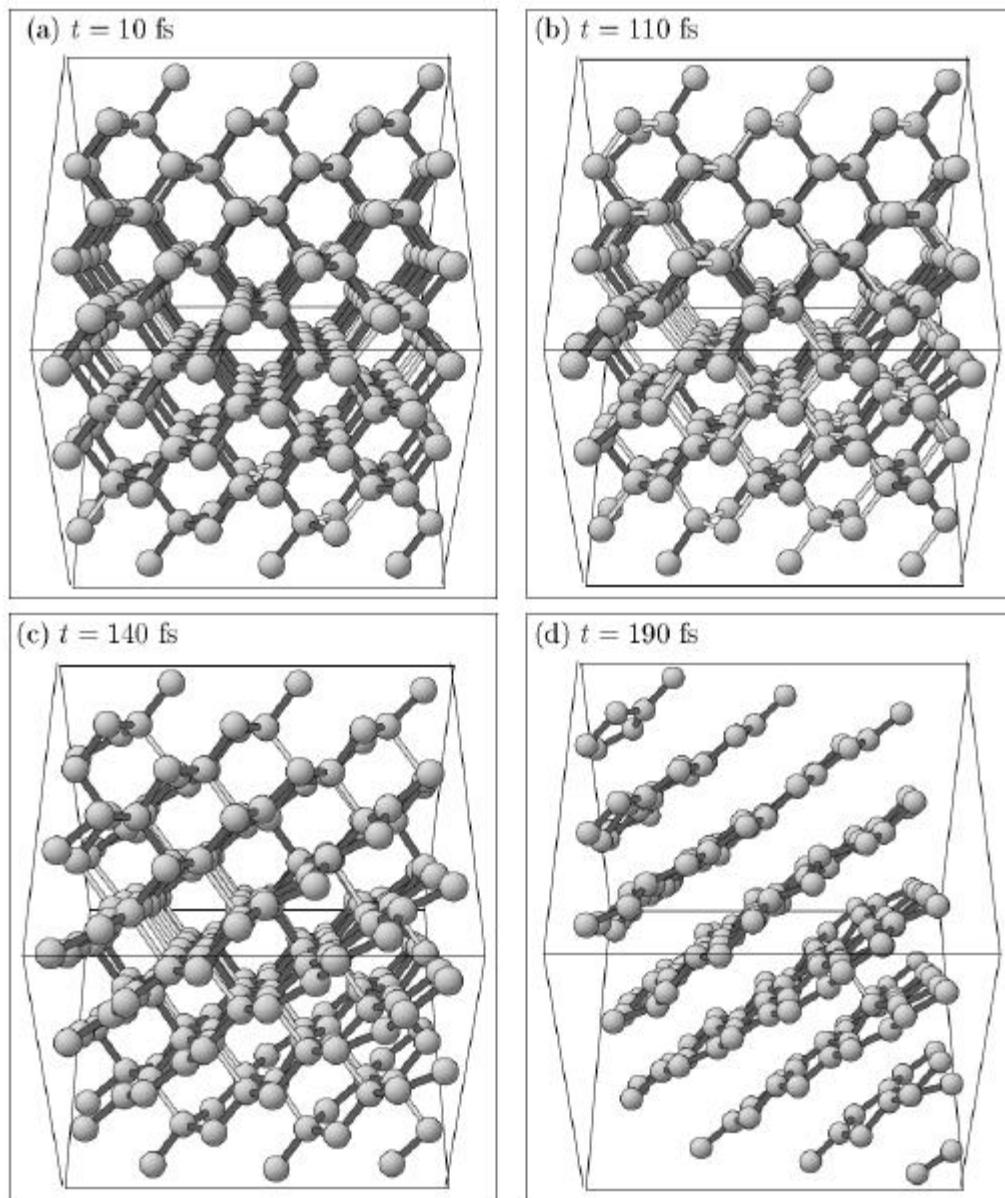 (a) t = 10 fs
(b) t = 110 fs
(c) t = 140 fs
(d) t = 190 fs